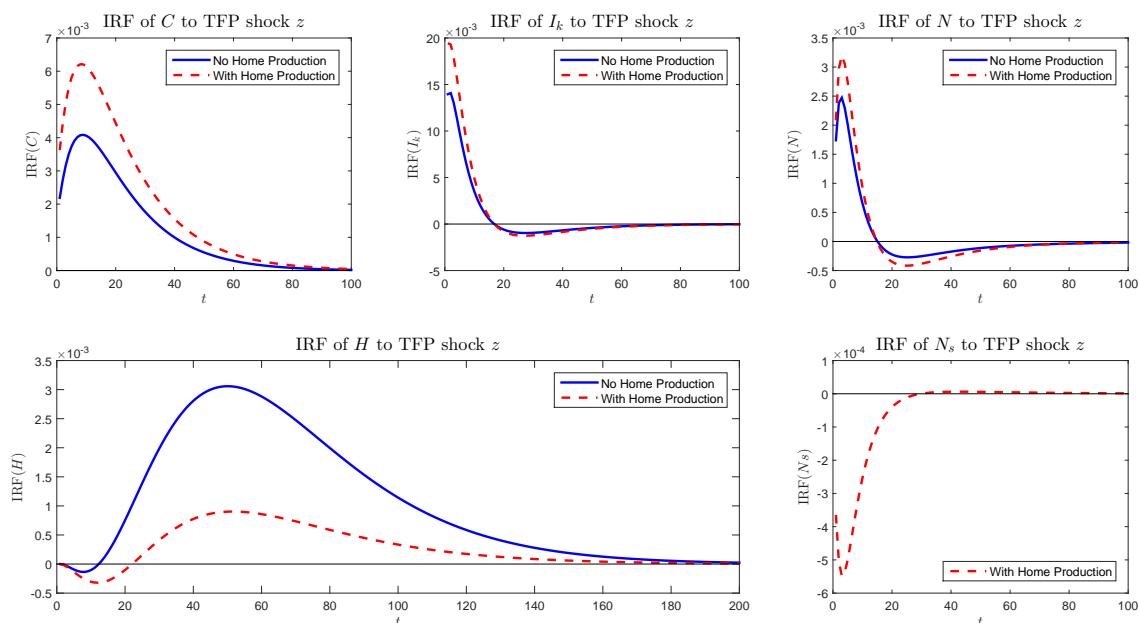 IRF of C to TFP shock z
×10⁻³
7
6
5
4
3
2
1
0
IRF(C)
0 20 40 60 80 100
t
No Home Production
With Home Production
IRF of I_k to TFP shock z
×10⁻³
20
15
10
5
0
-5
IRF(I_k)
0 20 40 60 80 100
t
No Home Production
With Home Production
IRF of N to TFP shock z
×10⁻³
3.5
3
2.5
2
1.5
1
0.5
0
-0.5
IRF(N)
0 20 40 60 80 100
t
No Home Production
With Home Production
IRF of H to TFP shock z
×10⁻³
3.5
3
2.5
2
1.5
1
0.5
0
-0.5
IRF(H)
0 20 40 60 80 100 120 140 160 180 200
t
No Home Production
With Home Production
IRF of N_s to TFP shock z
×10⁻⁴
1
0
-1
-2
-3
-4
-5
-6
IRF(Ns)
0 20 40 60 80 100
t
With Home Production